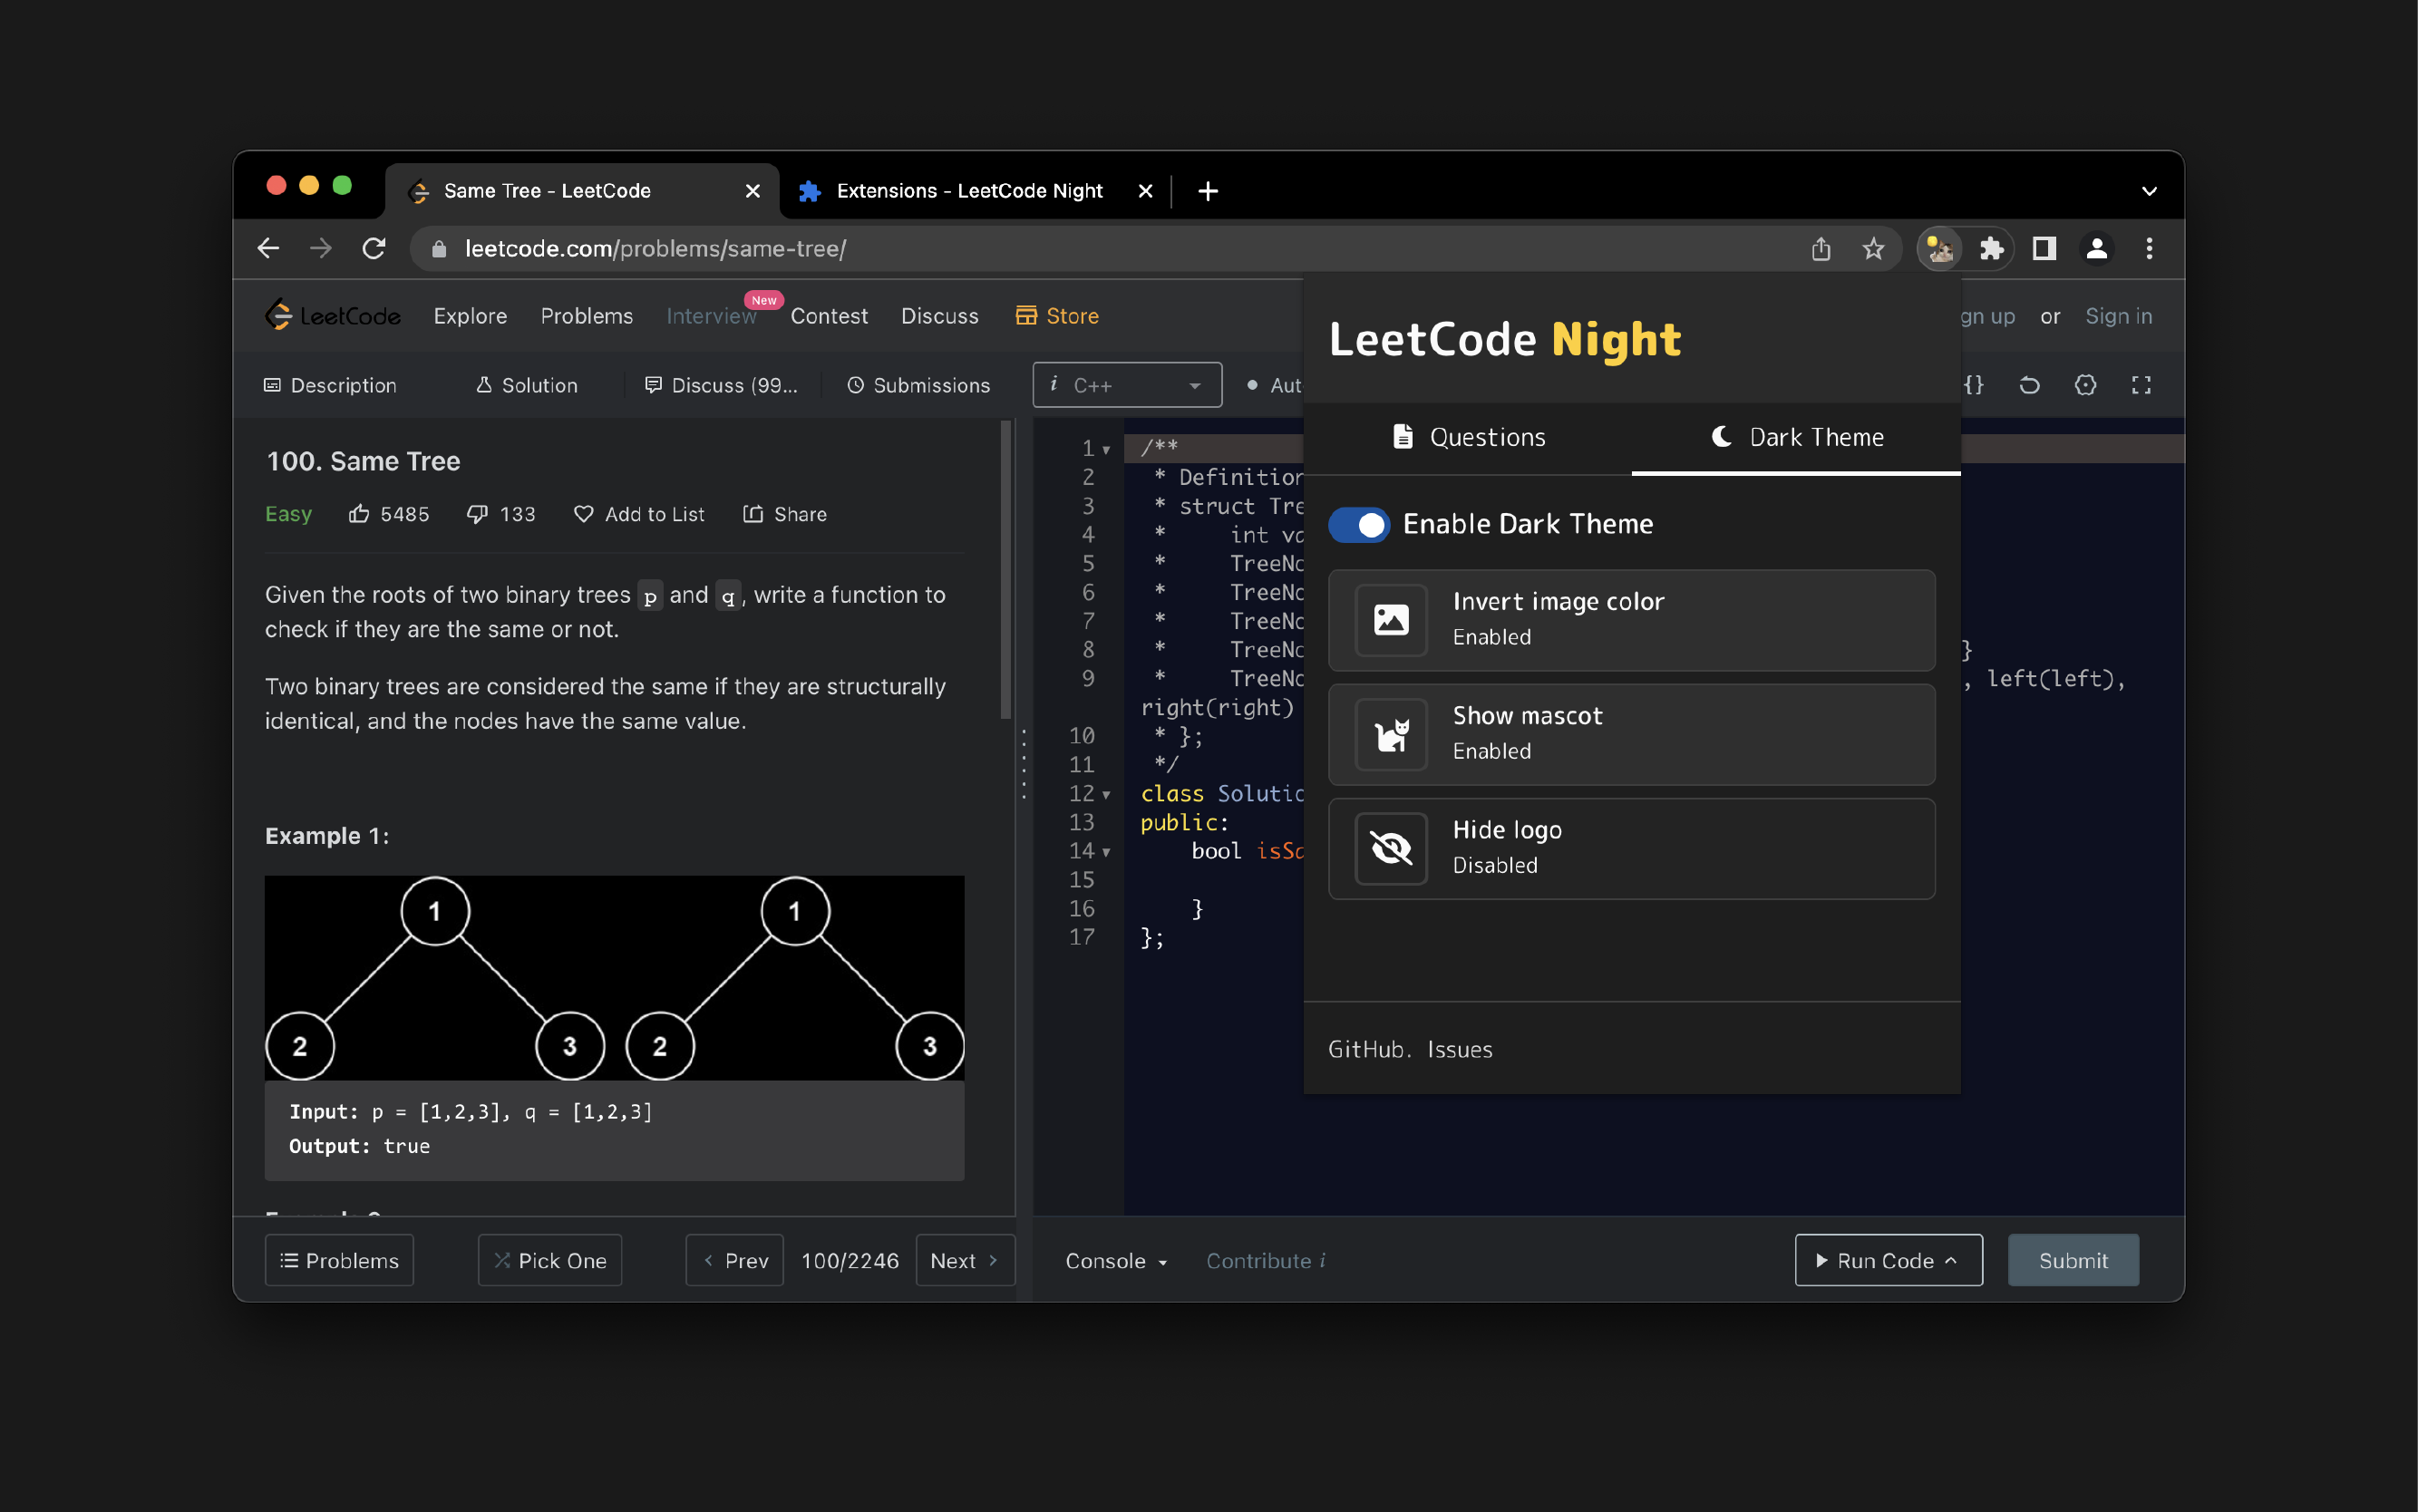 Same Tree - LeetCode
Extensions - LeetCode Night
leetcode.com/problems/same-tree/
LeetCode Explore Problems Interview New Contest Discuss Store
gn up or Sign in
Description Solution Discuss (99... Submissions
i C++ Aut {}
100. Same Tree
Easy 5485 133 Add to List Share
Given the roots of two binary trees p and q, write a function to
check if they are the same or not.
Two binary trees are considered the same if they are structurally
identical, and the nodes have the same value.
Example 1:
1 1
2 3 2 3
Input: p = [1,2,3], q = [1,2,3]
Output: true
Problems Pick One Prev 100/2246 Next
1 /**
2 * Definition
3 * struct Tre
4 * int va
5 * TreeNo
6 * TreeNo
7 * TreeNo
8 * TreeNo }
9 * TreeNo , left(left),
right(right)
10 * };
11 */
12 class Solutio
13 public:
14 bool isSa
15
16 }
17 };
LeetCode Night
Questions Dark Theme
Enable Dark Theme
Invert image color
Enabled
Show mascot
Enabled
Hide logo
Disabled
GitHub. Issues
Console Contribute i Run Code Submit